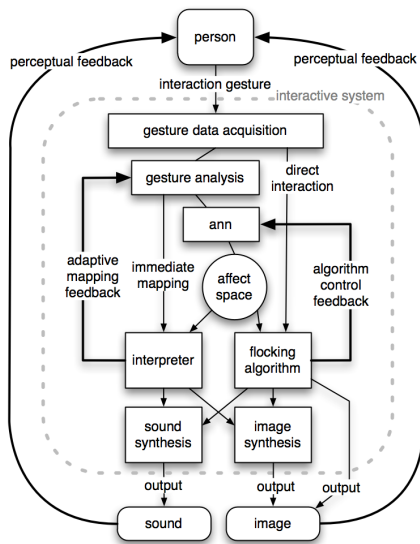 person
perceptual feedback
perceptual feedback
interaction gesture
interactive system
gesture data acquisition
gesture analysis
direct
interaction
ann
adaptive
mapping
feedback
immediate
mapping
affect
space
algorithm
control
feedback
interpreter
flocking
algorithm
sound
synthesis
image
synthesis
output
output
output
sound
image